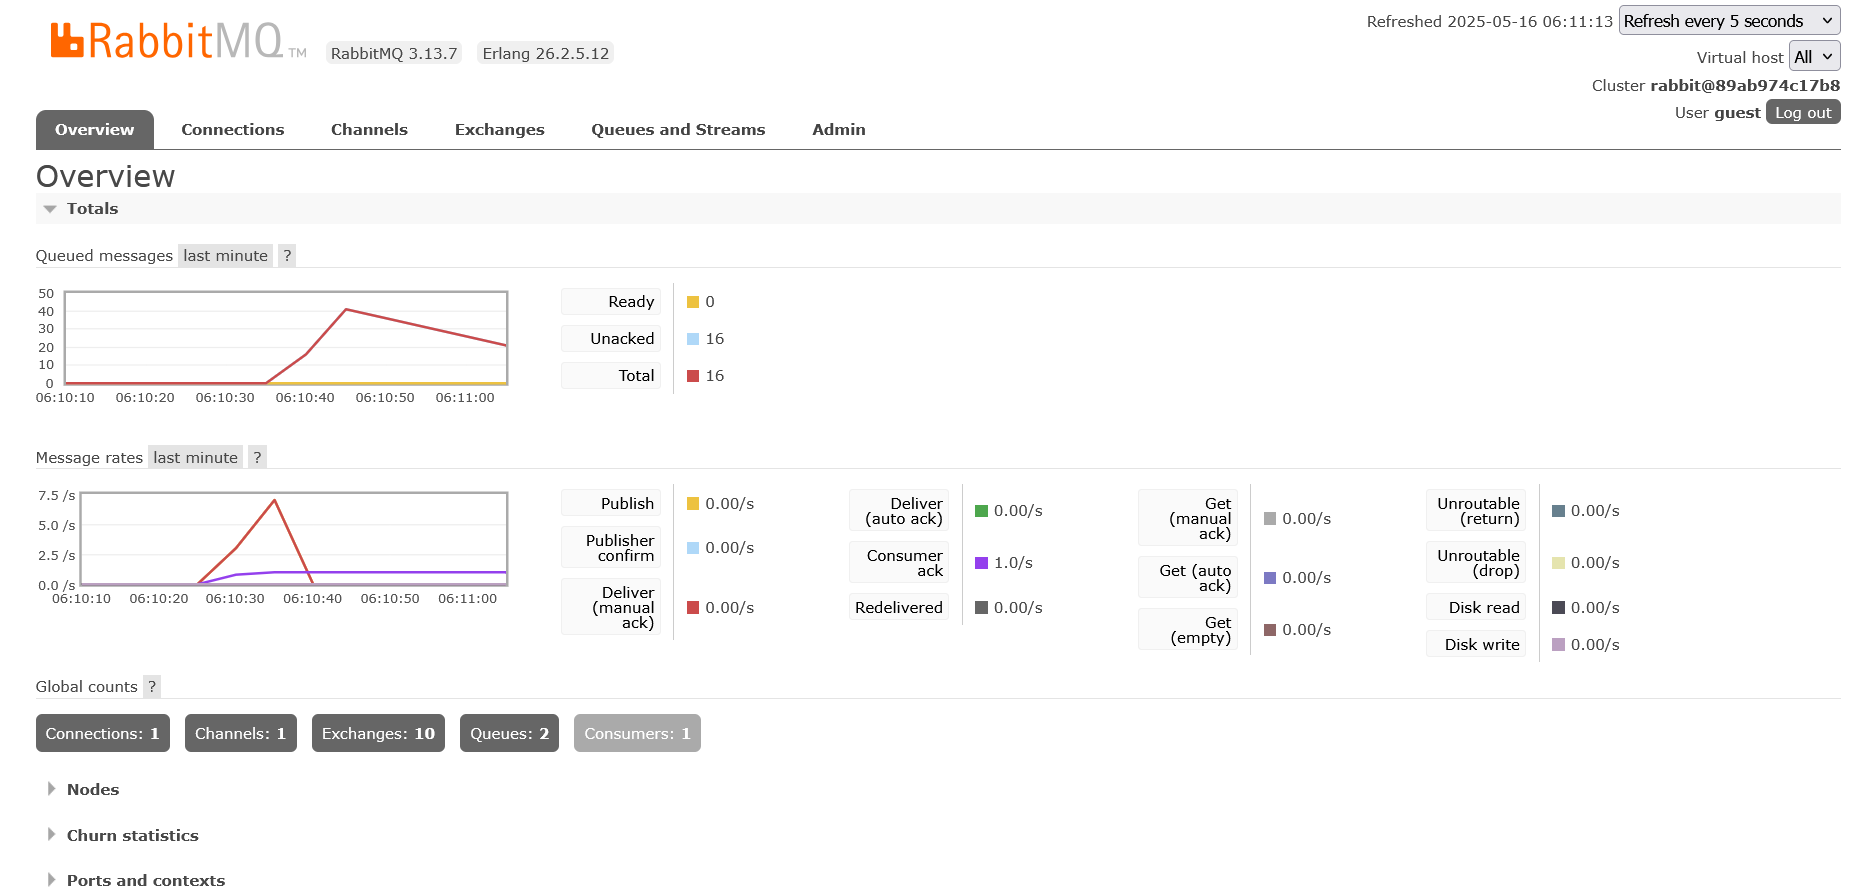 RabbitMQ TM RabbitMQ 3.13.7 Erlang 26.2.5.12
Refreshed 2025-05-16 06:11:13 Refresh every 5 seconds
Virtual host All
Cluster rabbit@89ab974c17b8
User guest Log out
Overview Connections Channels Exchanges Queues and Streams Admin
Overview
Totals
Queued messages last minute ?
50
40
30
20
10
0
06:10:10 06:10:20 06:10:30 06:10:40 06:10:50 06:11:00
Ready 0
Unacked 16
Total 16
Message rates last minute ?
7.5 /s
5.0 /s
2.5 /s
0.0 /s
06:10:10 06:10:20 06:10:30 06:10:40 06:10:50 06:11:00
Publish 0.00/s
Publisher
confirm 0.00/s
Deliver
(manual 0.00/s
ack)
Deliver
(auto ack) 0.00/s
Consumer
ack 1.0/s
Redelivered 0.00/s
Get
(manual 0.00/s
ack)
Get (auto
ack) 0.00/s
Get
(empty) 0.00/s
Unroutable
(return) 0.00/s
Unroutable
(drop) 0.00/s
Disk read 0.00/s
Disk write 0.00/s
Global counts ?
Connections: 1 Channels: 1 Exchanges: 10 Queues: 2 Consumers: 1
Nodes
Churn statistics
Ports and contexts